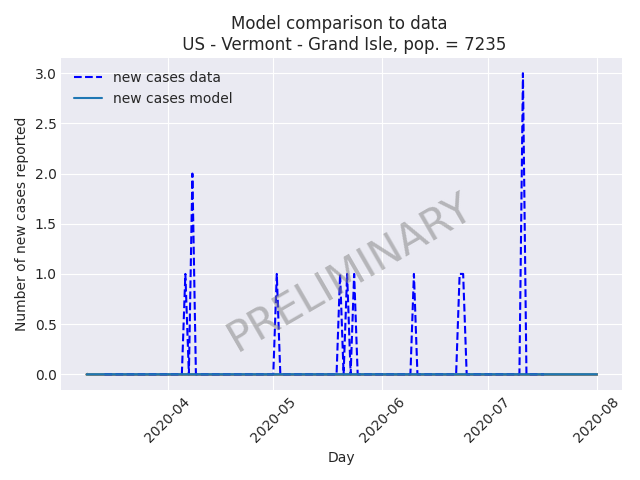 Model comparison to data
US - Vermont - Grand Isle, pop. = 7235
new cases data
new cases model
PRELIMINARY
Number of new cases reported
3.0
2.5
2.0
1.5
1.0
0.5
0.0
2020-04
2020-05
2020-06
2020-07
2020-08
Day